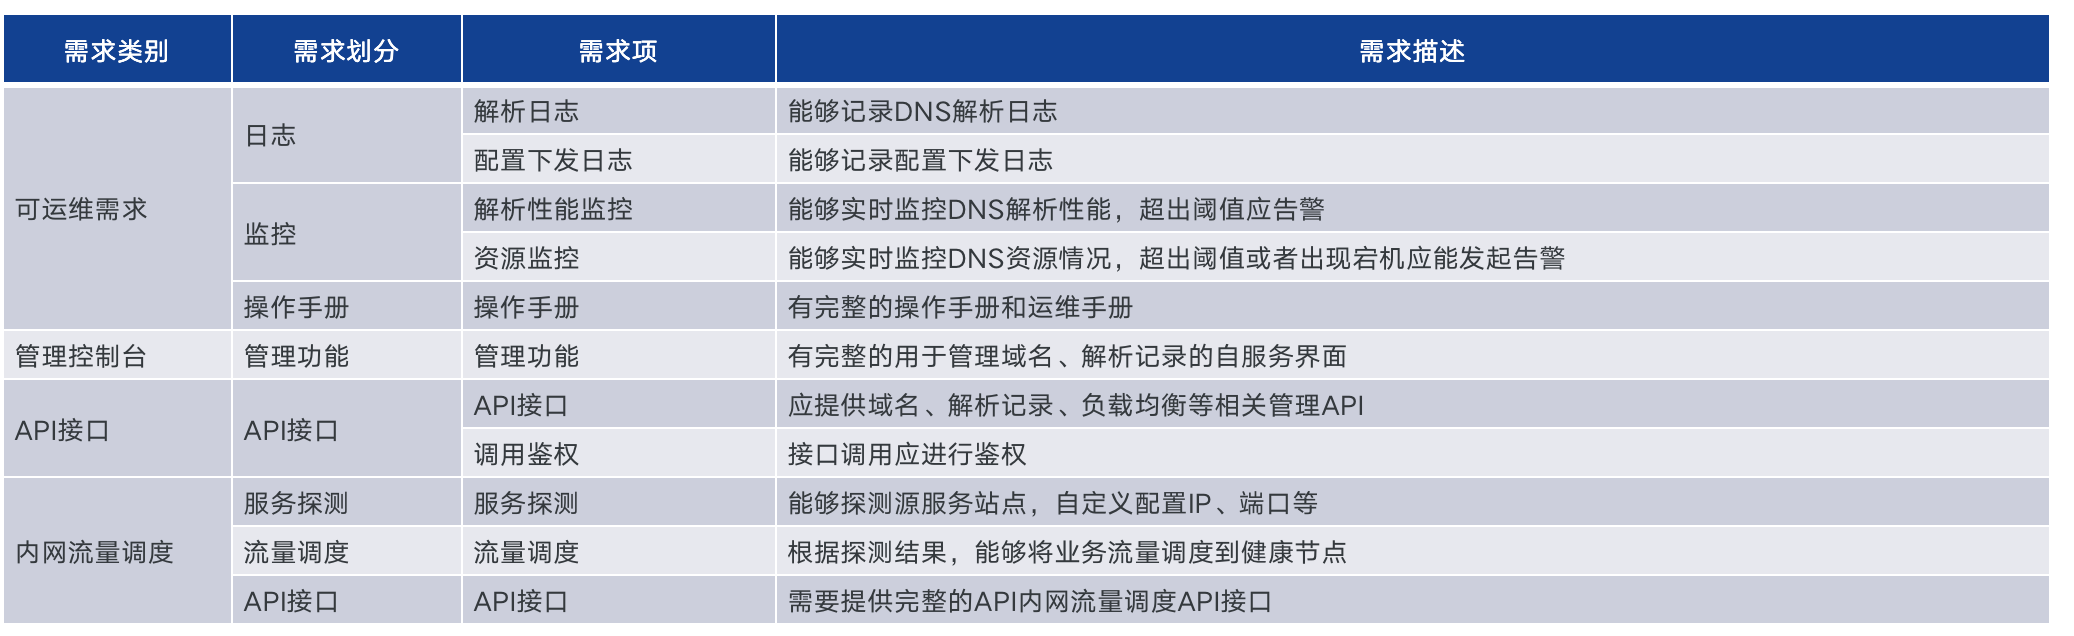 需求类别 需求划分 需求项 需求描述
可运维需求 日志 解析日志 能够记录DNS解析日志
配置下发日志 能够记录配置下发日志
监控 解析性能监控 能够实时监控DNS解析性能，超出阈值应告警
资源监控 能够实时监控DNS资源情况，超出阈值或者出现宕机应能发起告警
操作手册 操作手册 有完整的操作手册和运维手册
管理控制台 管理功能 管理功能 有完整的用于管理域名、解析记录的自服务界面
API接口 API接口 API接口 应提供域名、解析记录、负载均衡等相关管理API
调用鉴权 接口调用应进行鉴权
内网流量调度 服务探测 服务探测 能够探测源服务站点，自定义配置IP、端口等
流量调度 流量调度 根据探测结果，能够将业务流量调度到健康节点
API接口 API接口 需要提供完整的API内网流量调度API接口